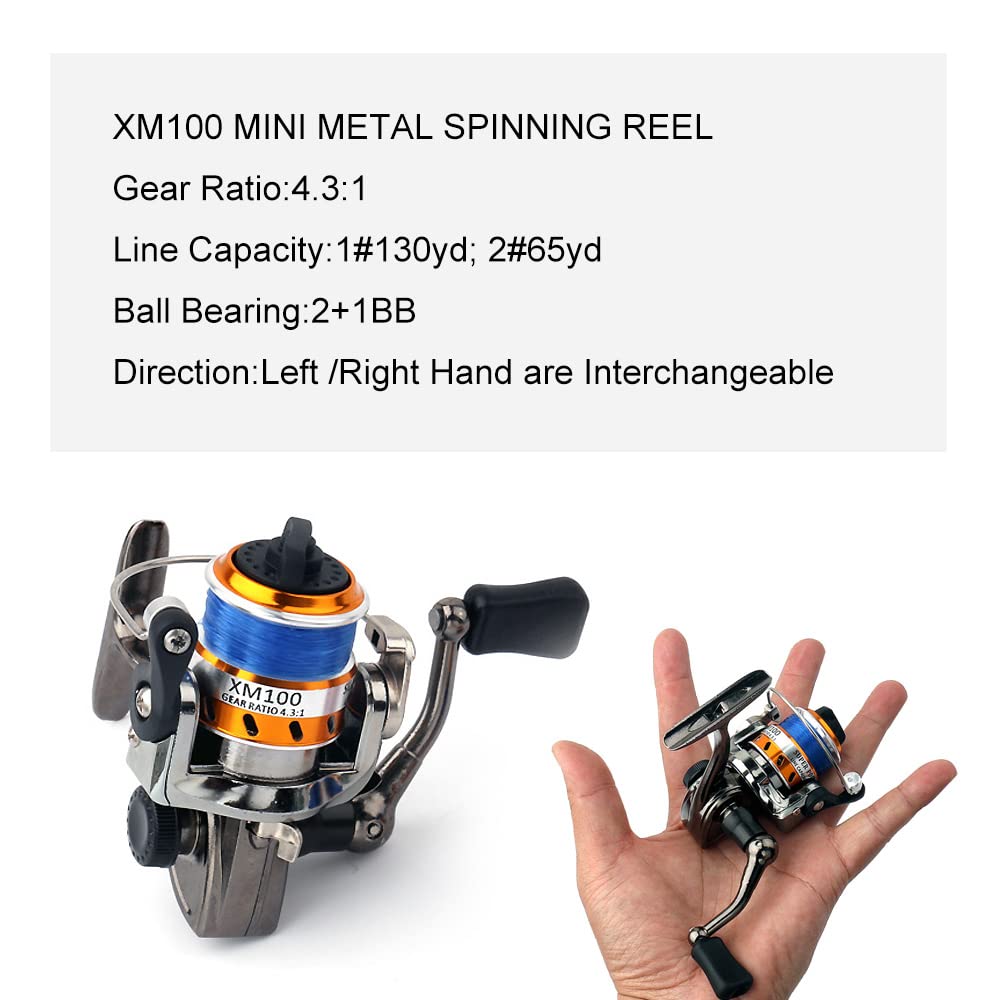 XM100 MINI METAL SPINNING REEL
Gear Ratio:4.3:1
Line Capacity:1#130yd; 2#65yd
Ball Bearing:2+1BB
Direction:Left /Right Hand are Interchangeable
XM100
GEAR RATIO 4.3:1